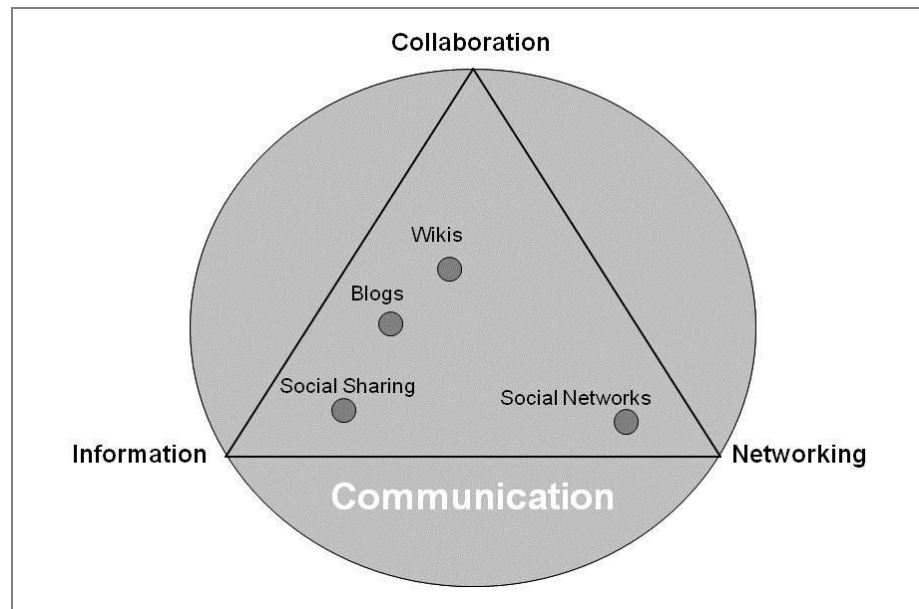 Collaboration
Wikis
Blogs
Social Sharing
Social Networks
Information
Networking
Communication